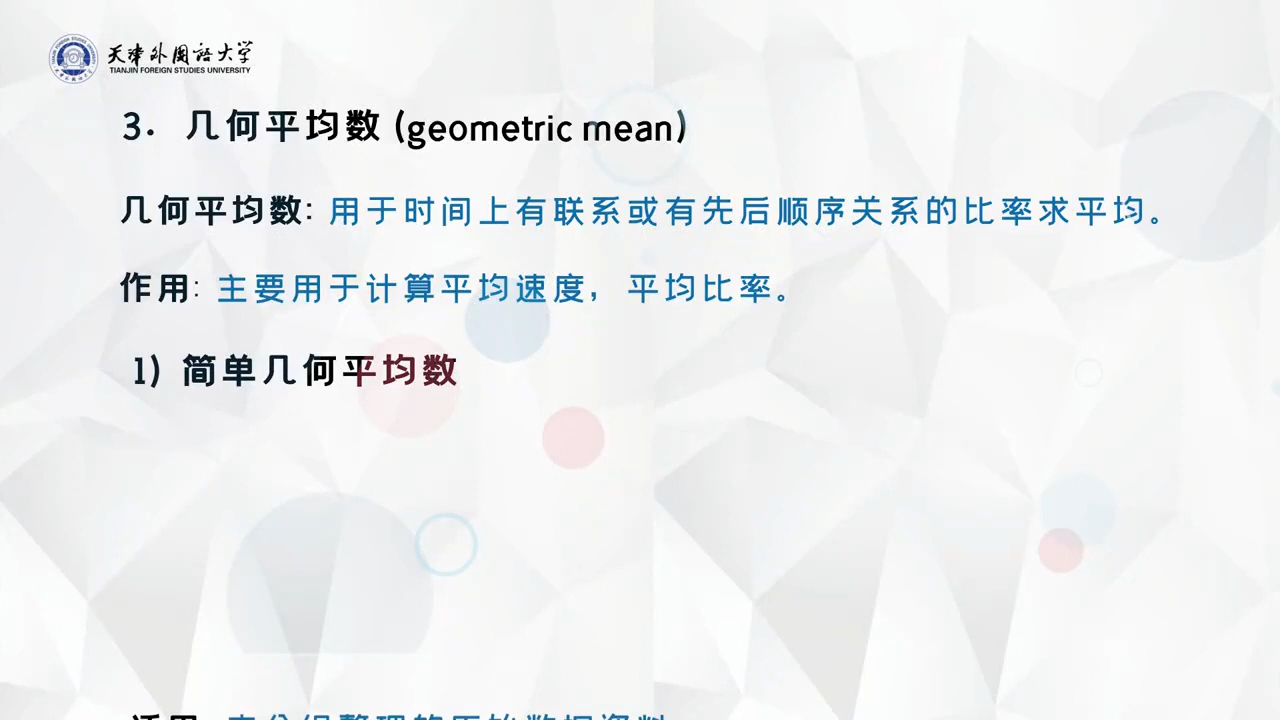 天津外国语大学
TIANJIN FOREIGN STUDIES UNIVERSITY
3. 几何平均数 (geometric mean)
几何平均数: 用于时间上有联系或有先后顺序关系的比率求平均。
作用: 主要用于计算平均速度, 平均比率。
1) 简单几何平均数